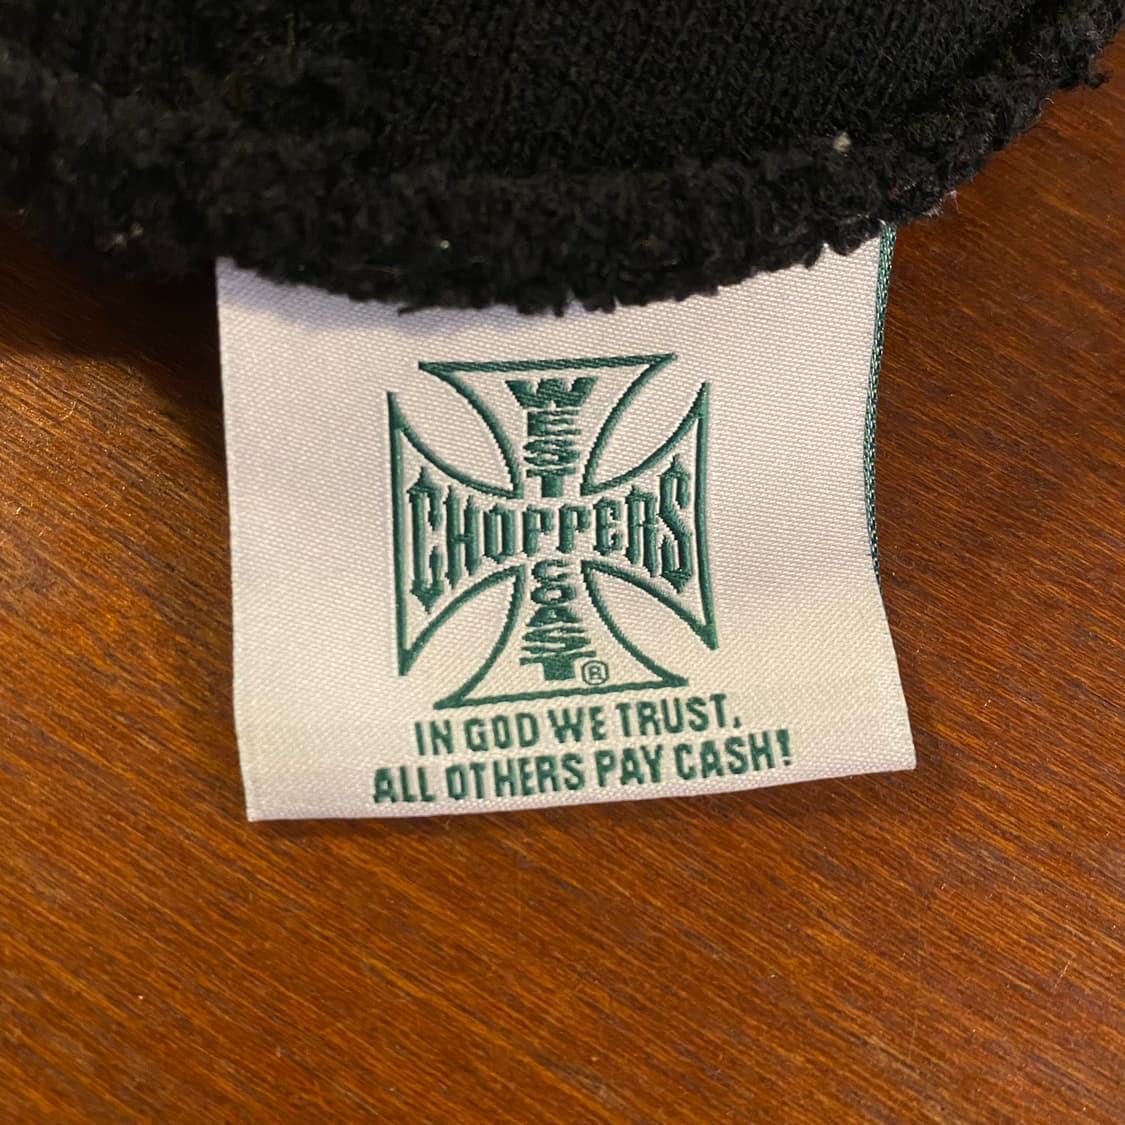 WEST
CHOPPERS
COAST
®
IN GOD WE TRUST.
ALL OTHERS PAY CASH!